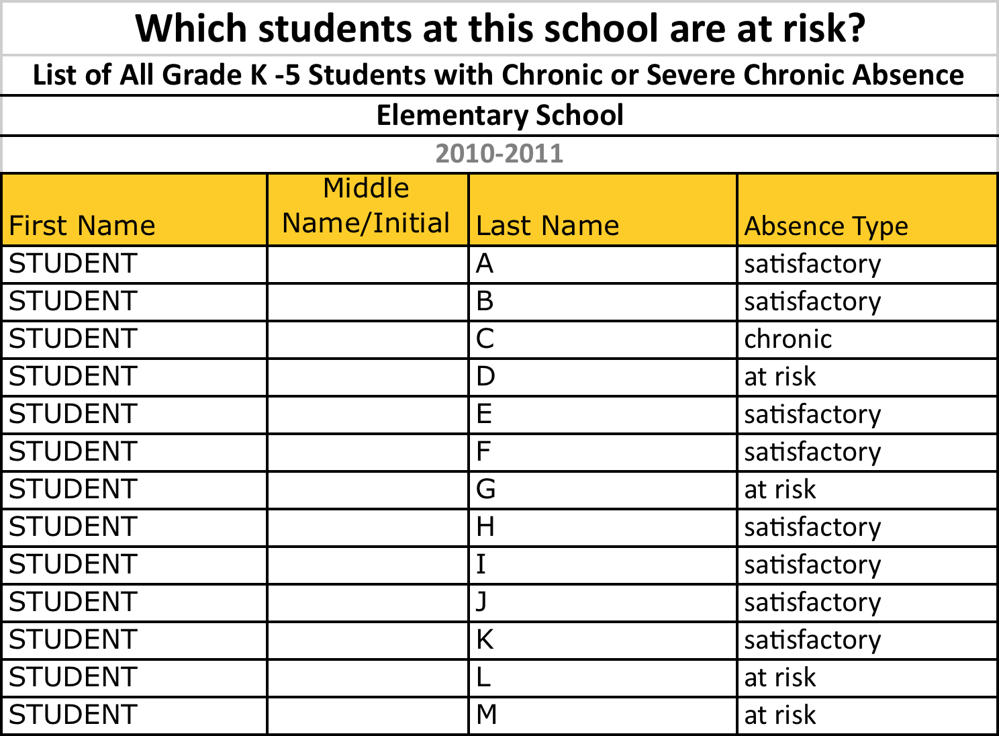 Which students at this school are at risk?
List of All Grade K -5 Students with Chronic or Severe Chronic Absence
Elementary School
2010-2011
First Name Middle Name/Initial Last Name Absence Type
STUDENT A satisfactory
STUDENT B satisfactory
STUDENT C chronic
STUDENT D at risk
STUDENT E satisfactory
STUDENT F satisfactory
STUDENT G at risk
STUDENT H satisfactory
STUDENT I satisfactory
STUDENT J satisfactory
STUDENT K satisfactory
STUDENT L at risk
STUDENT M at risk